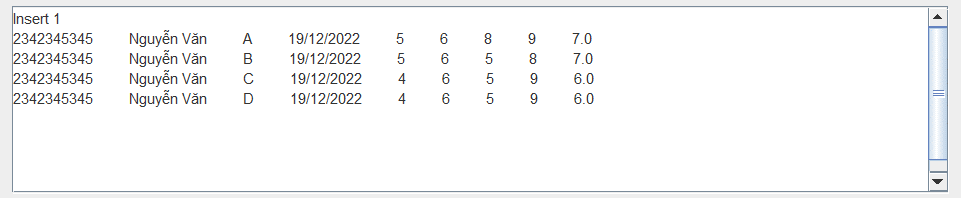 Insert 1
2342345345 Nguyễn Văn A 19/12/2022 5 6 8 9 7.0
2342345345 Nguyễn Văn B 19/12/2022 5 6 5 8 7.0
2342345345 Nguyễn Văn C 19/12/2022 4 6 5 9 6.0
2342345345 Nguyễn Văn D 19/12/2022 4 6 5 9 6.0